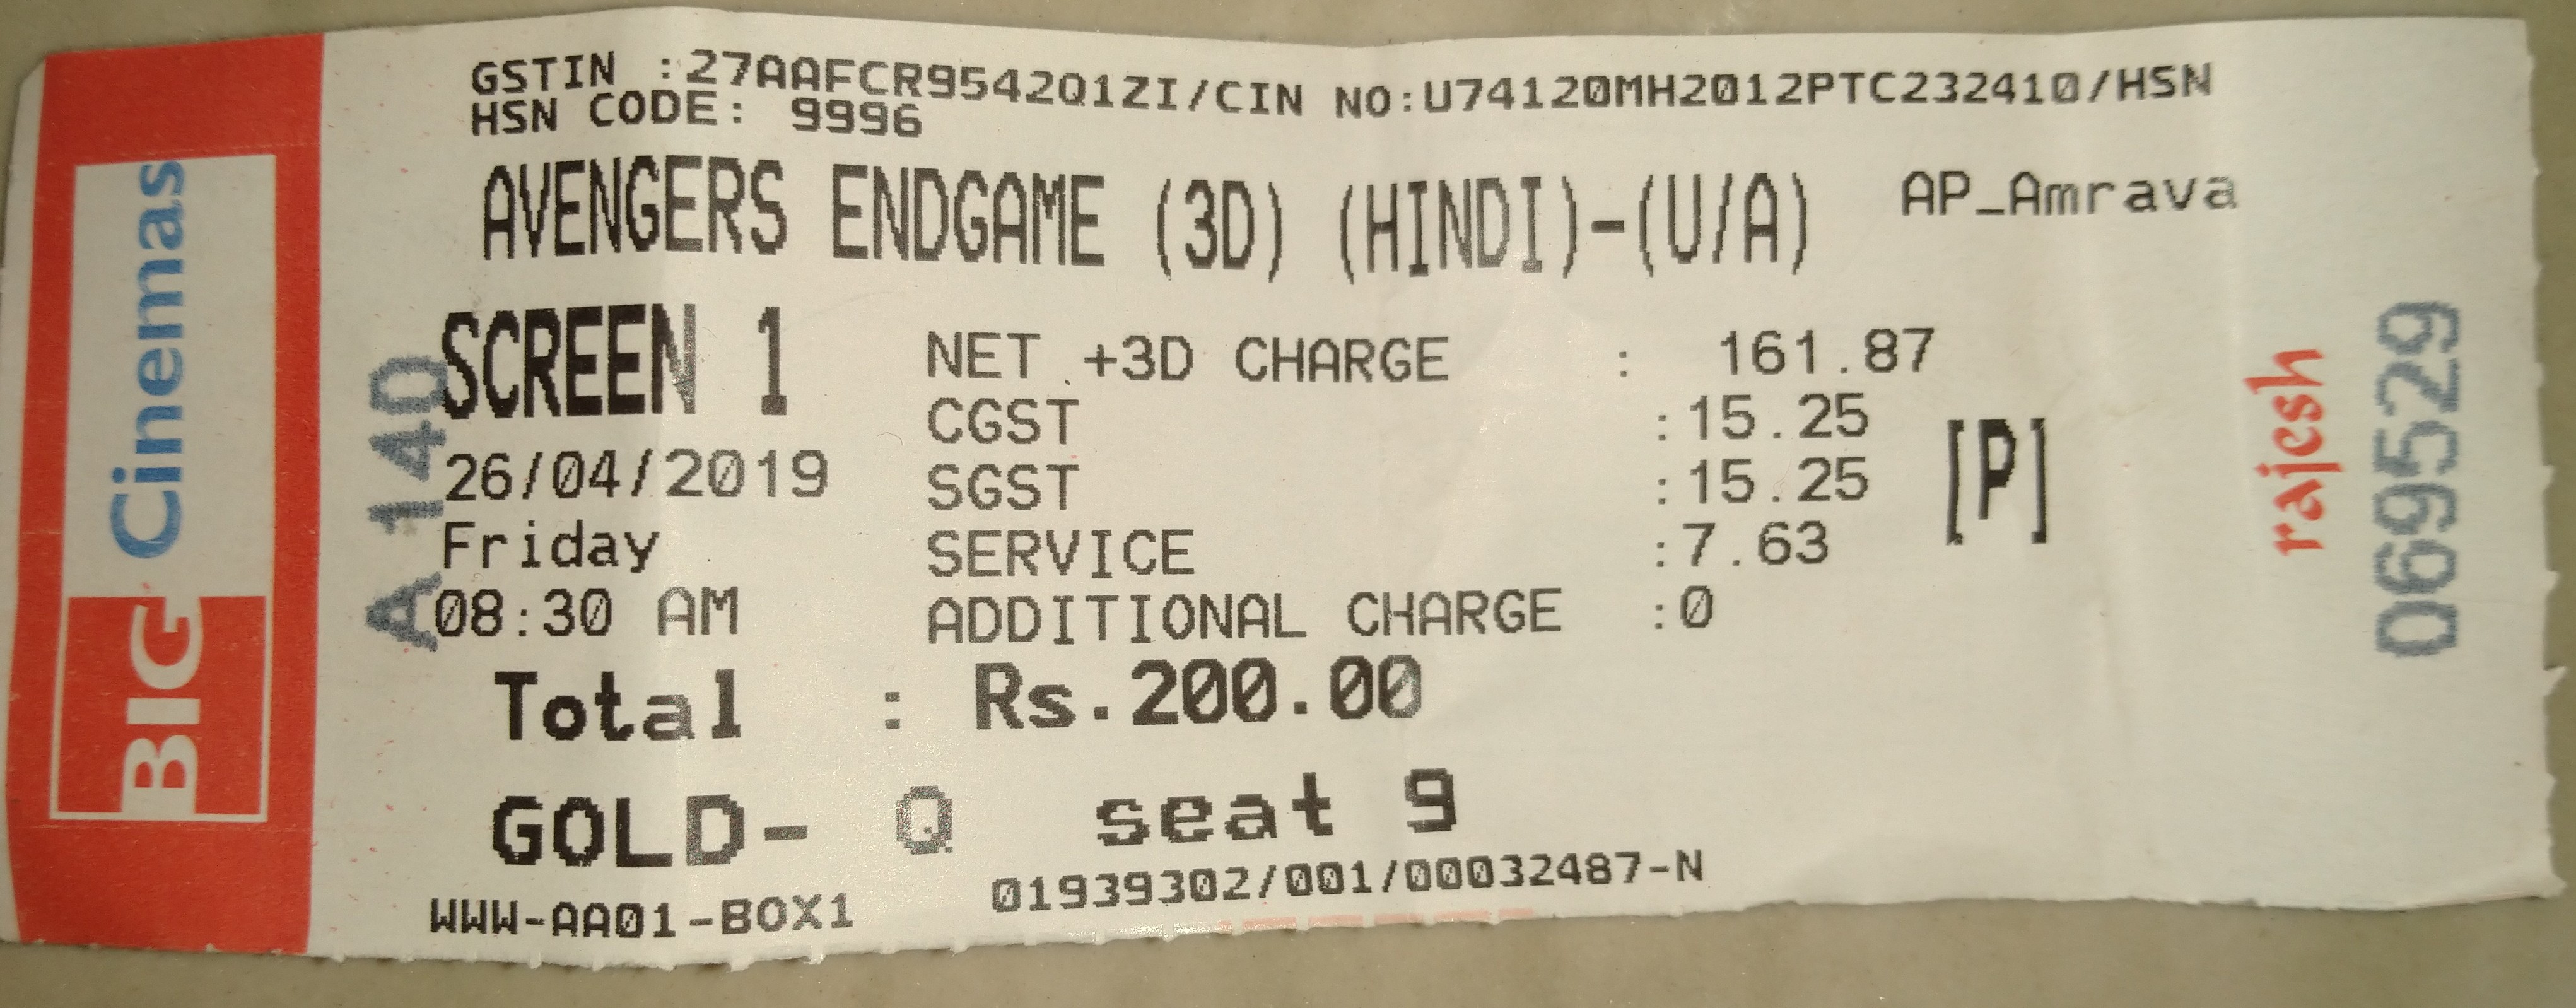 BIG Cinemas
A 140
GSTIN :27AAFCR9542Q1ZI/CIN NO:U74120MH2012PTC232410/HSN
HSN CODE: 9996
AVENGERS ENDGAME (3D) (HINDI)-(U/A) AP_Amrava
SCREEN 1
26/04/2019
Friday
08:30 AM
NET +3D CHARGE : 161.87
CGST :15.25
SGST :15.25
SERVICE :7.63
ADDITIONAL CHARGE :0
[P]
Total : Rs.200.00
GOLD- Q seat 9
WWW-AA01-BOX1 01939302/001/00032487-N
rajesh
069529